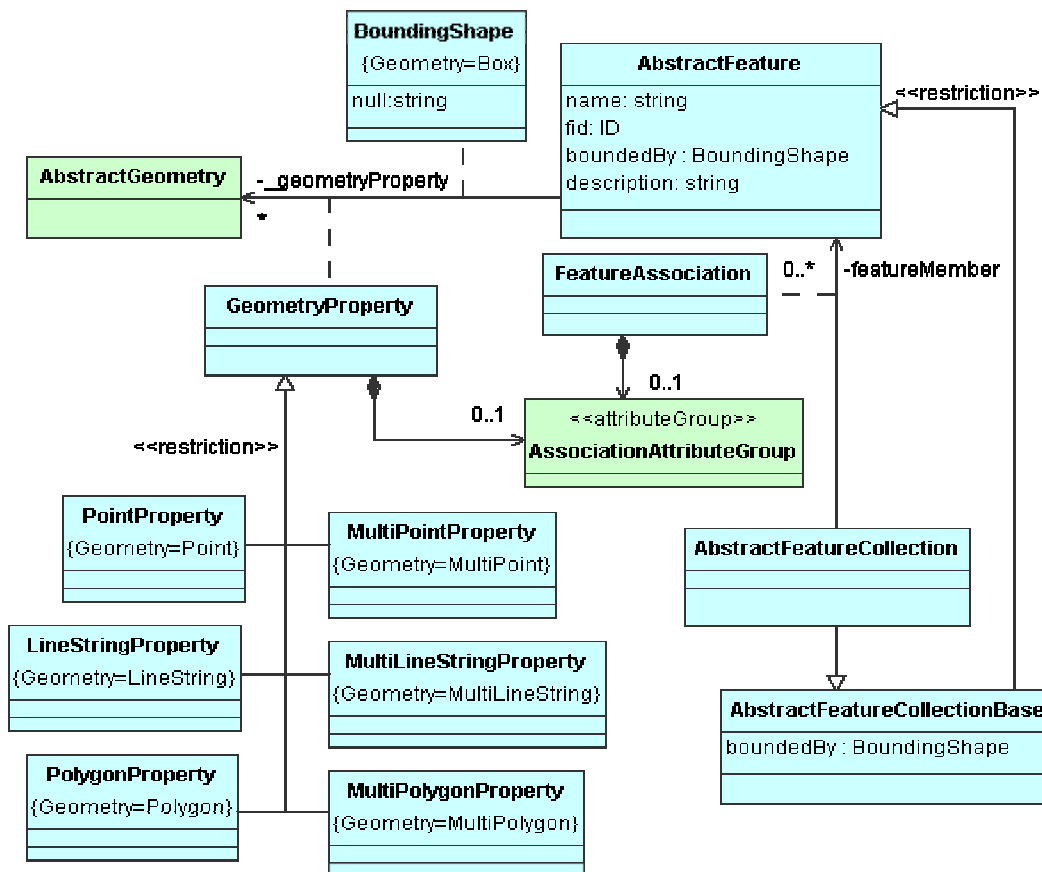 BoundingShape
{Geometry=Box}
null:string
AbstractFeature
name: string
fid: ID
boundedBy : BoundingShape
description: string
<<restriction>>
AbstractGeometry
-_geometryProperty
*
FeatureAssociation
0..*
-featureMember
GeometryProperty
0..1
0..1
<<attributeGroup>>
AssociationAttributeGroup
<<restriction>>
PointProperty
{Geometry=Point}
MultiPointProperty
{Geometry=MultiPoint}
AbstractFeatureCollection
LineStringProperty
{Geometry=LineString}
MultiLineStringProperty
{Geometry=MultiLineString}
AbstractFeatureCollectionBase
boundedBy : BoundingShape
PolygonProperty
{Geometry=Polygon}
MultiPolygonProperty
{Geometry=MultiPolygon}